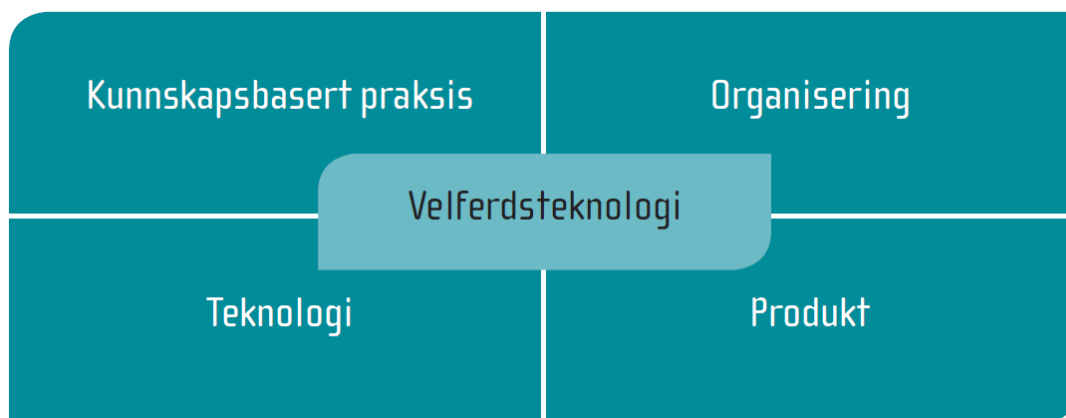 Kunnskapsbasert praksis
Organisering
Velferdsteknologi
Teknologi
Produkt